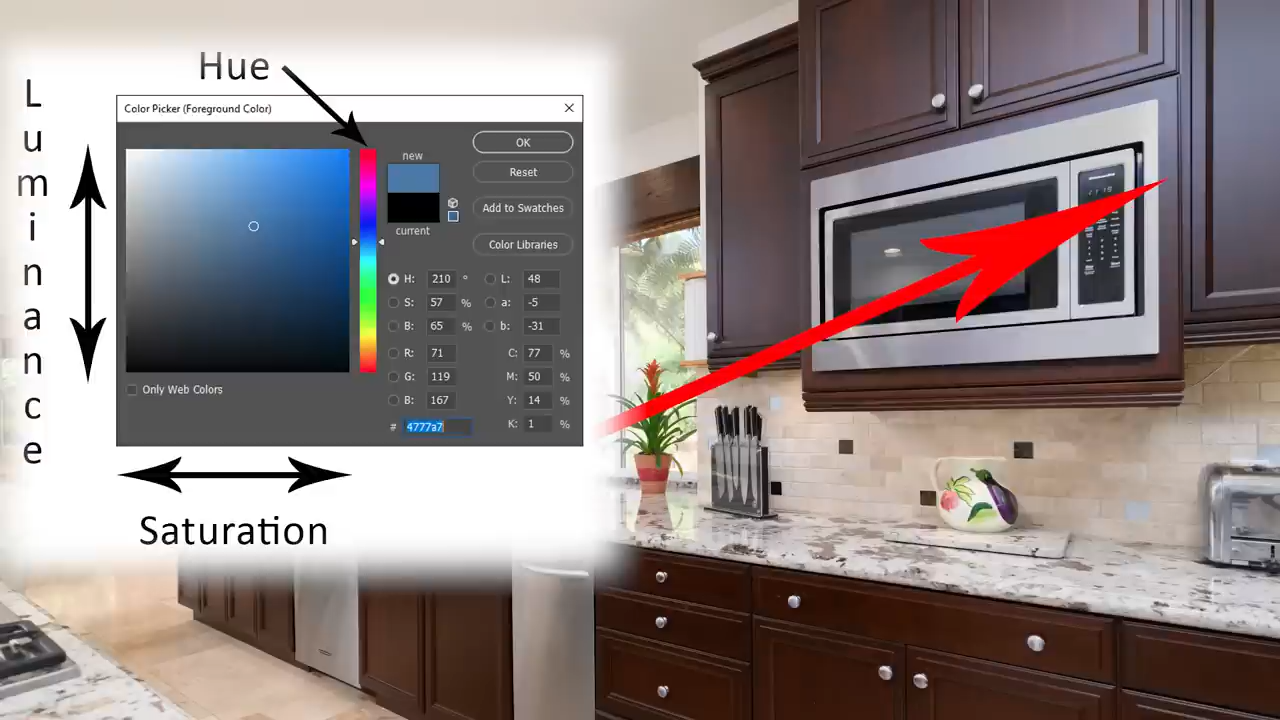 Hue
Luminance
Color Picker (Foreground Color)
new
current
OK
Reset
Add to Swatches
Color Libraries
H: 210 °
S: 57 %
B: 65 %
R: 71
G: 119
B: 167
# 4777a7
L: 48
a: -5
b: -31
C: 77 %
M: 50 %
Y: 14 %
K: 1 %
Only Web Colors
Saturation